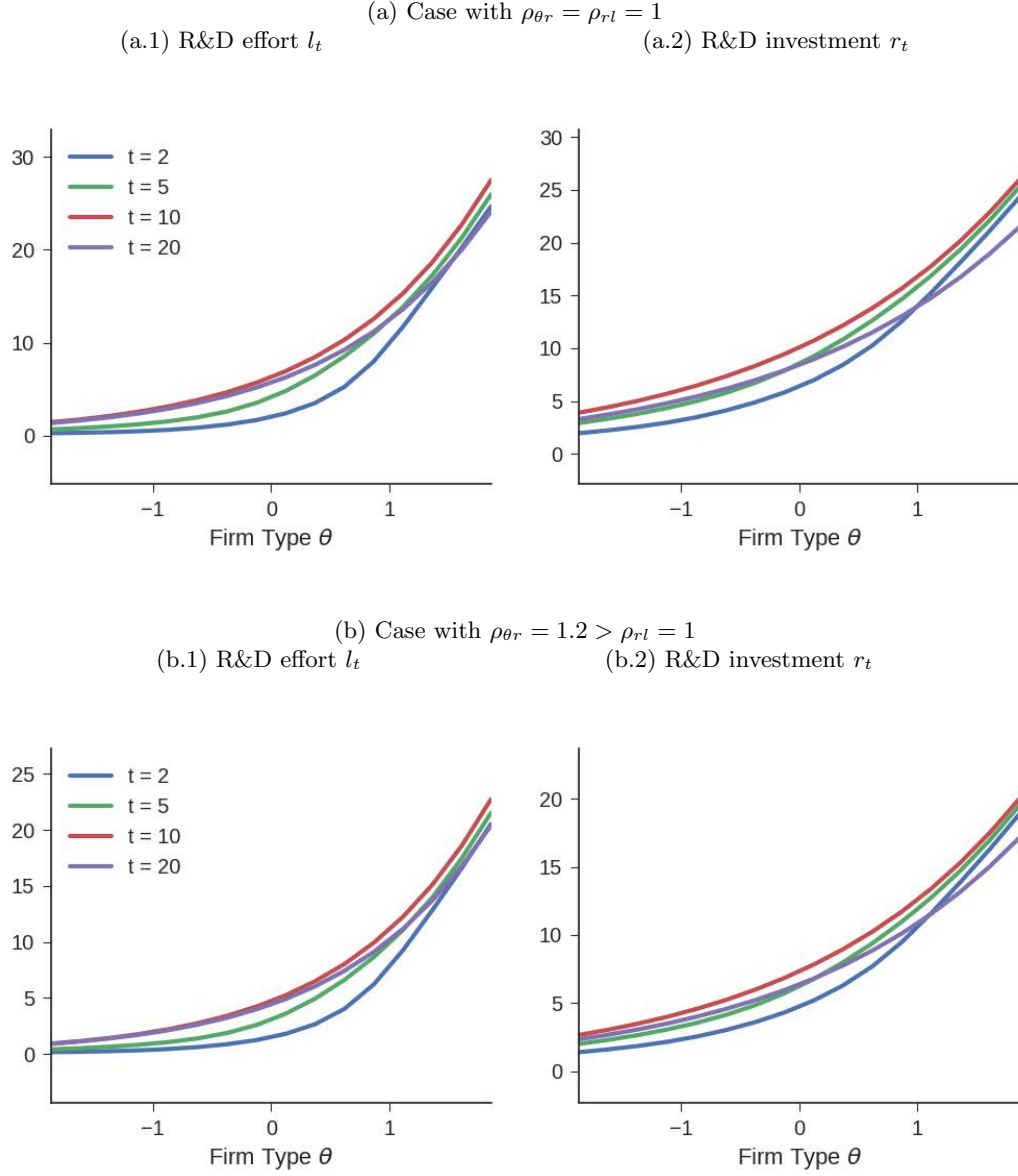 (a) Case with ρθr = ρrl = 1
(a.1) R&D effort lt
(a.2) R&D investment rt
30
20
10
0
t = 2
t = 5
t = 10
t = 20
−1
0
1
Firm Type θ
30
25
20
15
10
5
0
−1
0
1
Firm Type θ
(b) Case with ρθr = 1.2 > ρrl = 1
(b.1) R&D effort lt
(b.2) R&D investment rt
25
20
15
10
5
0
t = 2
t = 5
t = 10
t = 20
−1
0
1
Firm Type θ
20
15
10
5
0
−1
0
1
Firm Type θ